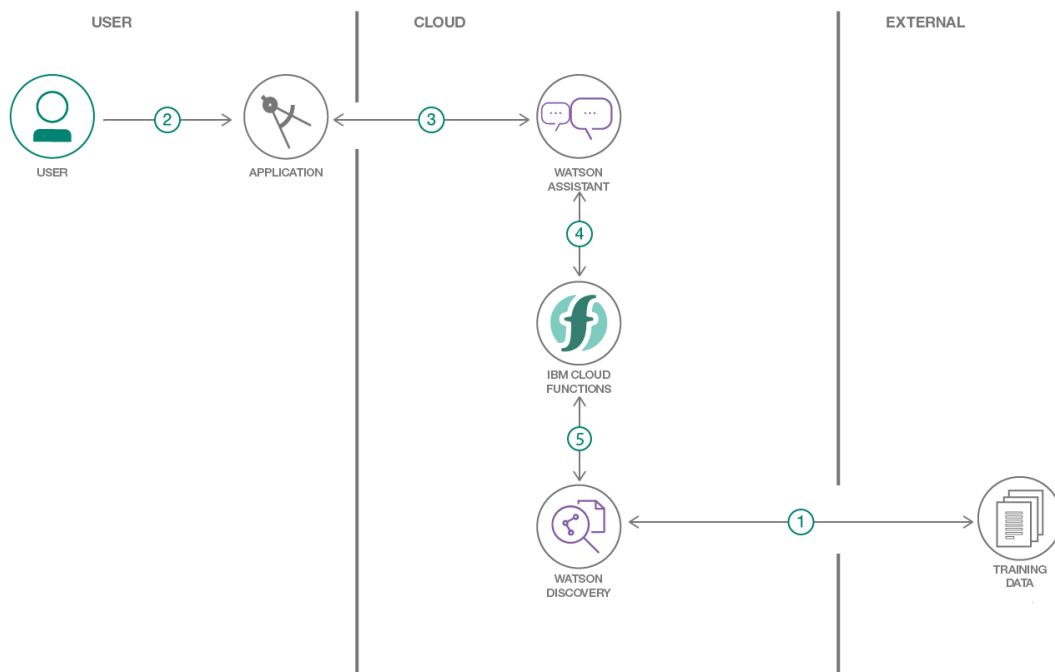 USER
CLOUD
EXTERNAL
2
3
USER
APPLICATION
WATSON
ASSISTANT
4
IBM CLOUD
FUNCTIONS
5
1
WATSON
DISCOVERY
TRAINING
DATA